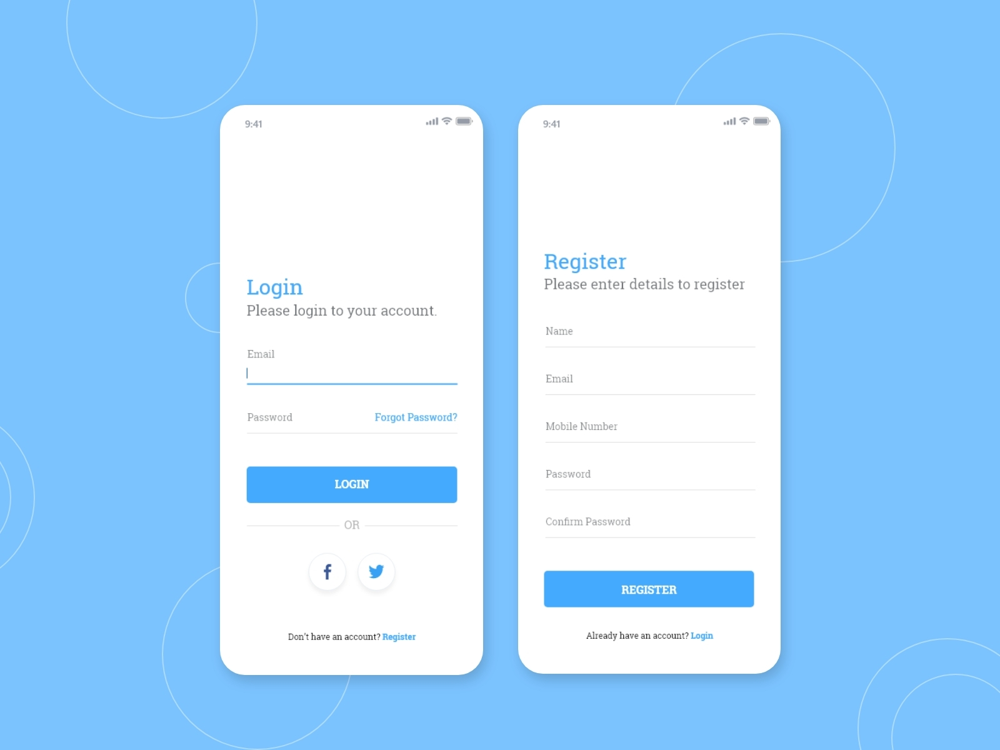 9:41
Login
Please login to your account.
Email
Password
Forgot Password?
LOGIN
OR
Don't have an account? Register
9:41
Register
Please enter details to register
Name
Email
Mobile Number
Password
Confirm Password
REGISTER
Already have an account? Login